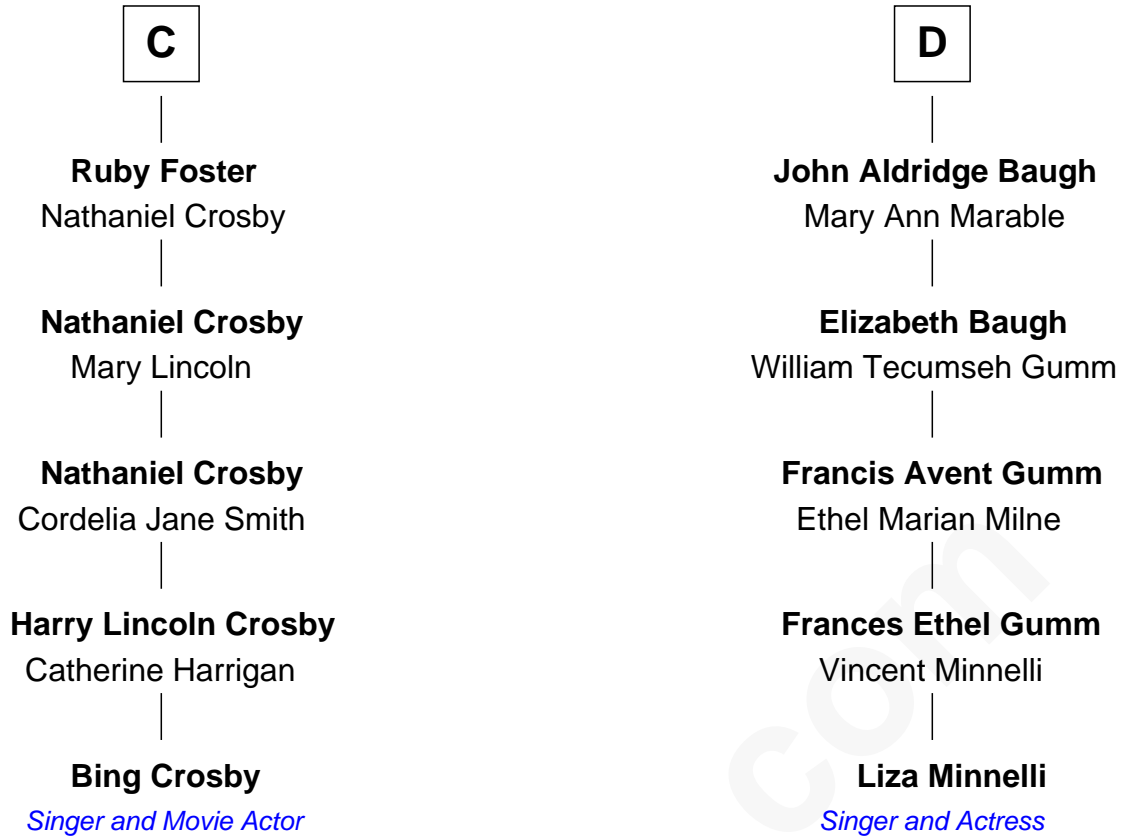 C
Ruby Foster
Nathaniel Crosby
Nathaniel Crosby
Mary Lincoln
Nathaniel Crosby
Cordelia Jane Smith
Harry Lincoln Crosby
Catherine Harrigan
Bing Crosby
Singer and Movie Actor
D
John Aldridge Baugh
Mary Ann Marable
Elizabeth Baugh
William Tecumseh Gumm
Francis Avent Gumm
Ethel Marian Milne
Frances Ethel Gumm
Vincent Minnelli
Liza Minnelli
Singer and Actress
com